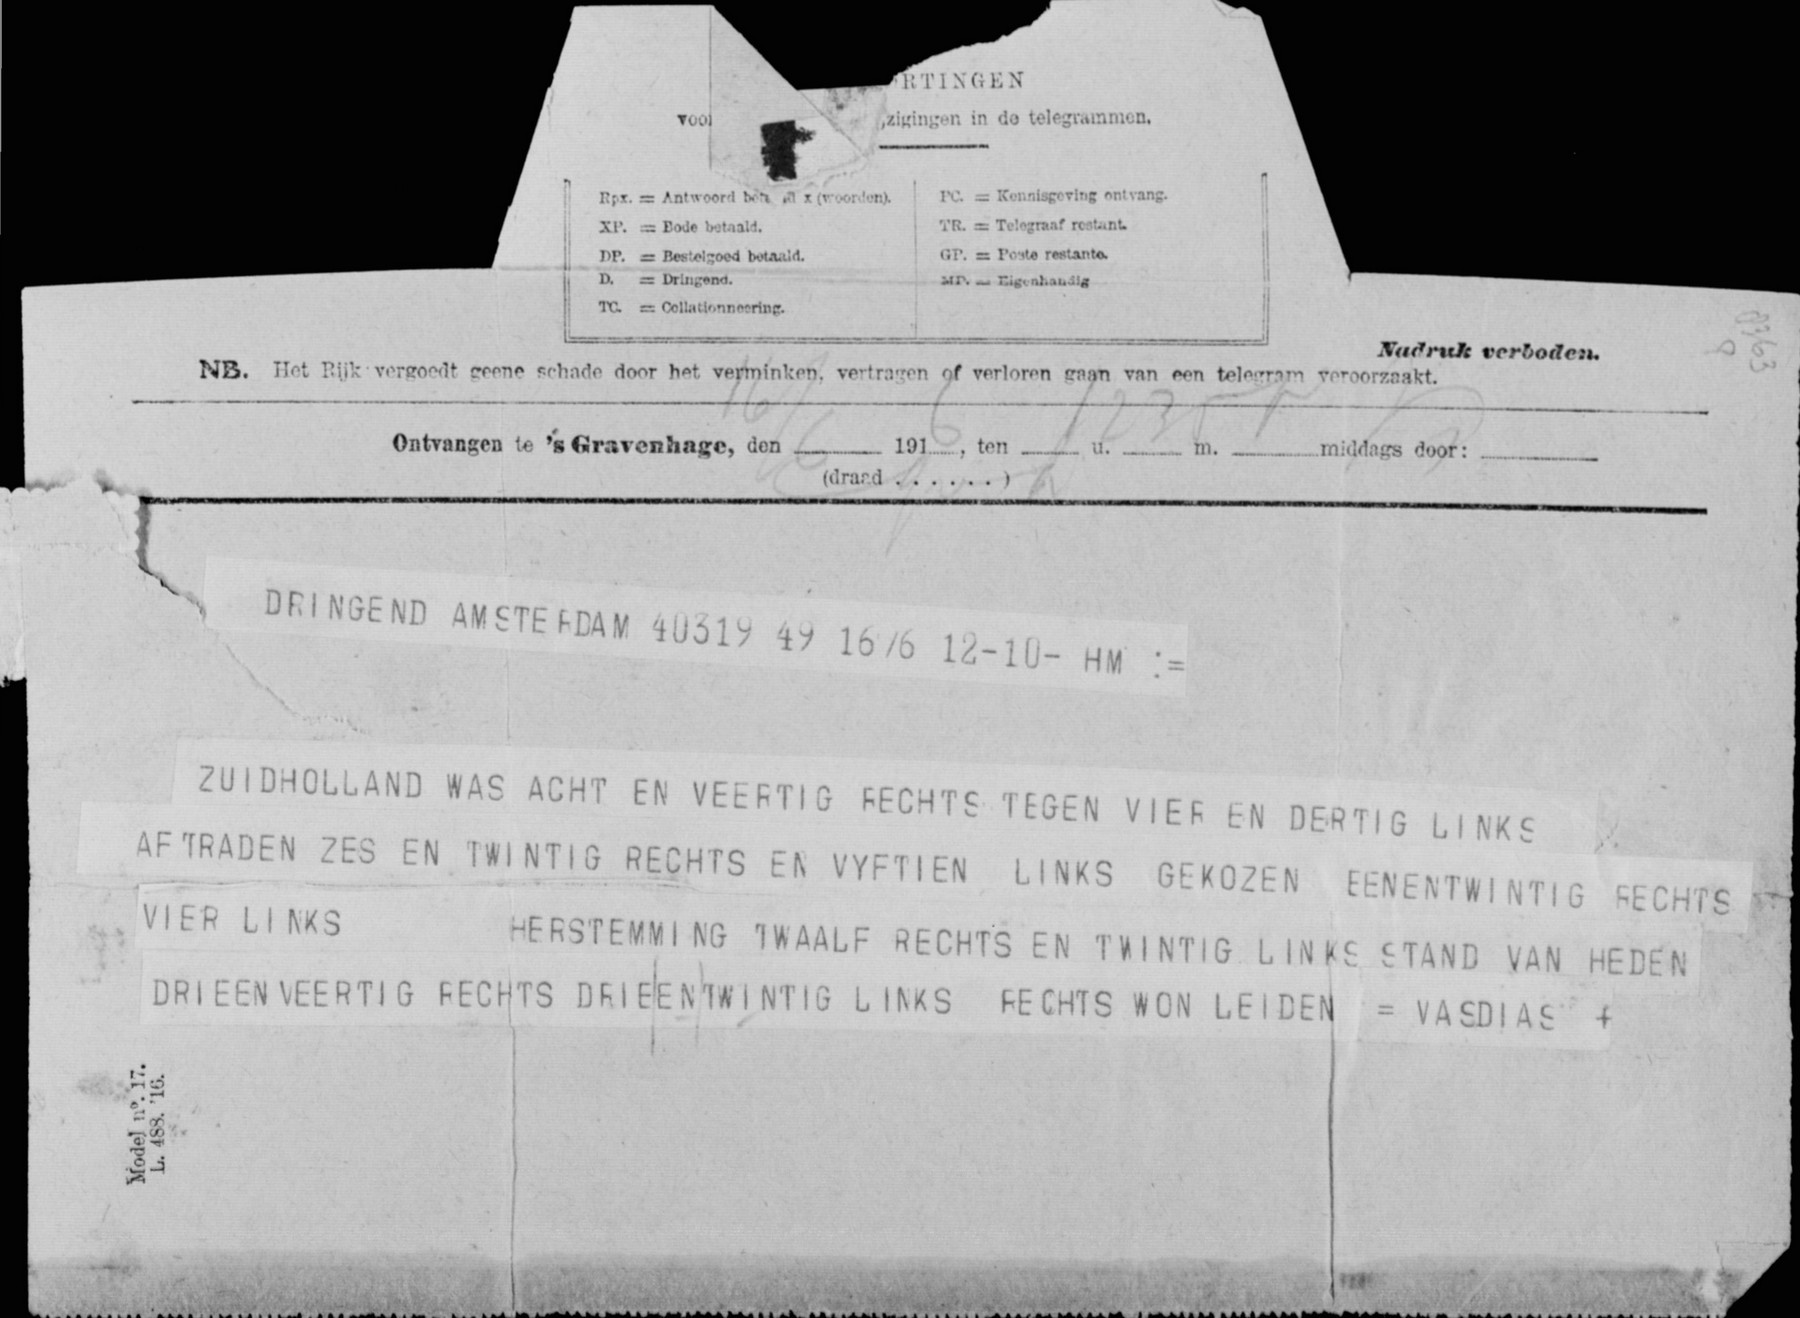 RTINGEN
zigingen in de telegrammen.
Rpx. = Antwoord x (woorden).
XP. = Bode betaald.
DP. = Bestelgoed betaald.
D. = Dringend.
TC. = Collationneering.
PC. = Kennisgeving ontvang.
TR. = Telegraaf restant.
GP. = Poste restante.
MP. = Eigenhandig
Nadruk verboden.
NB. Het Rijk vergoedt geene schade door het verminken, vertragen of verloren gaan van een telegram veroorzaakt.
Ontvangen te 's Gravenhage, den 16/6 1916, ten 1235 u. m. middags door:
(draad ......)
DRINGEND AMSTERDAM 40319 49 16/6 12-10- HM :=
ZUIDHOLLAND WAS ACHT EN VEERTIG RECHTS TEGEN VIER EN DERTIG LINKS
AFTRADEN ZES EN TWINTIG RECHTS EN VYFTIEN LINKS GEKOZEN EENENTWINTIG RECHTS
VIER LINKS HERSTEMMING TWAALF RECHTS EN TWINTIG LINKS STAND VAN HEDEN
DRIEENVEERTIG RECHTS DRIEENTWINTIG LINKS RECHTS WON LEIDEN = VASDIAS +
Model nº. 17.
L. 488. '16.
8363